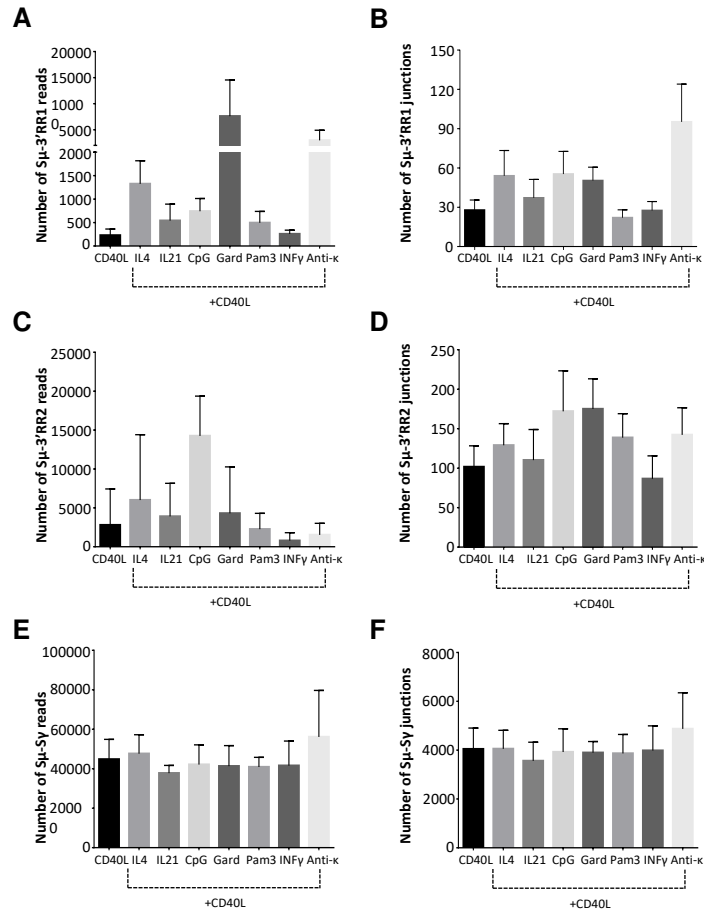 A
Number of Sμ-3'RR1 reads
20000
15000
10000
0
5000
2000
1500
1000
500
0
CD40L IL4 IL21 CpG Gard Pam3 INFγ Anti-κ
+CD40L
B
Number of Sμ-3'RR1 junctions
150
120
90
60
30
0
CD40L IL4 IL21 CpG Gard Pam3 INFγ Anti-κ
+CD40L
C
Number of Sμ-3'RR2 reads
25000
20000
15000
10000
5000
0
CD40L IL4 IL21 CpG Gard Pam3 INFγ Anti-κ
+CD40L
D
Number of Sμ-3'RR2 junctions
250
200
150
100
50
0
CD40L IL4 IL21 CpG Gard Pam3 INFγ Anti-κ
+CD40L
E
Number of Sμ-Sγ reads
100000
80000
60000
40000
20000
0
0
CD40L IL4 IL21 CpG Gard Pam3 INFγ Anti-κ
+CD40L
F
Number of Sμ-Sγ junctions
8000
6000
4000
2000
0
CD40L IL4 IL21 CpG Gard Pam3 INFγ Anti-κ
+CD40L